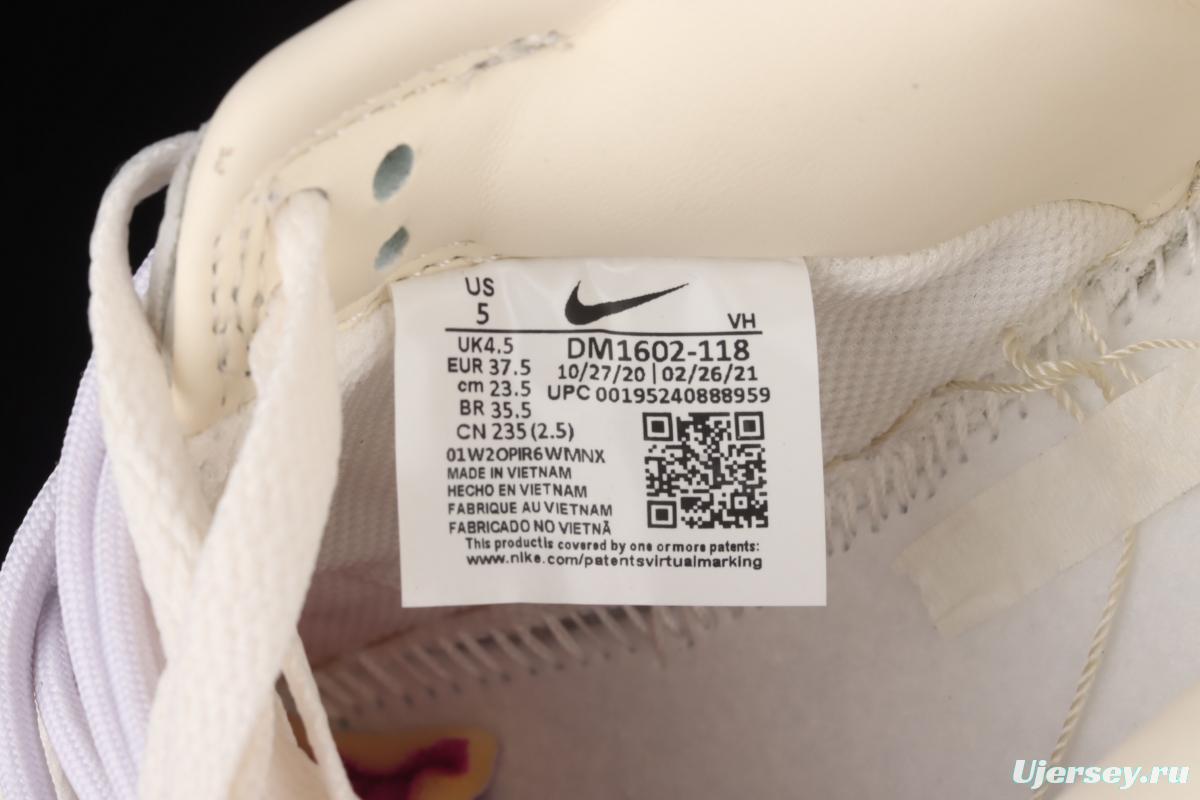 US
5
VH
UK4.5
EUR 37.5
cm 23.5
BR 35.5
CN 235 (2.5)
DM1602-118
10/27/20 | 02/26/21
UPC 00195240888959
01W2OPIR6WMNX
MADE IN VIETNAM
HECHO EN VIETNAM
FABRIQUE AU VIETNAM
FABRICADO NO VIETNÃ
This productis covered by one or more patents:
www.nike.com/patentsvirtualmarking
Ujersey.ru